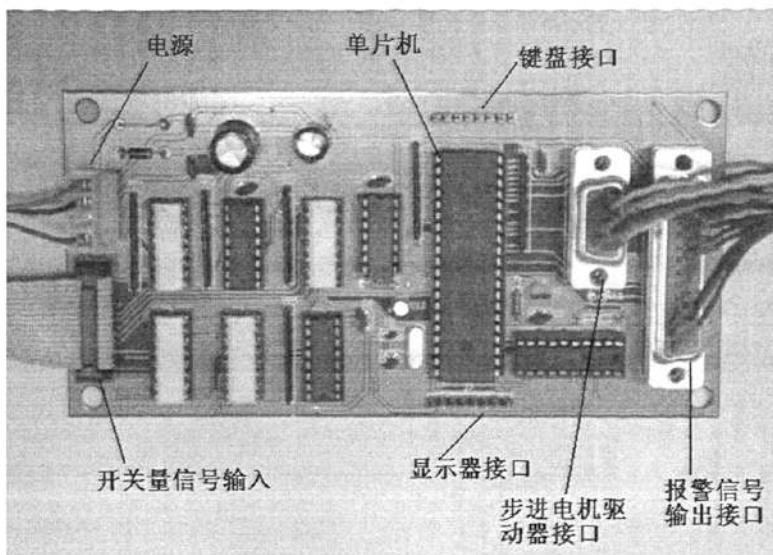 电源
单片机
键盘接口
开关量信号输入
显示器接口
步进电机驱
动器接口
报警信号
输出接口